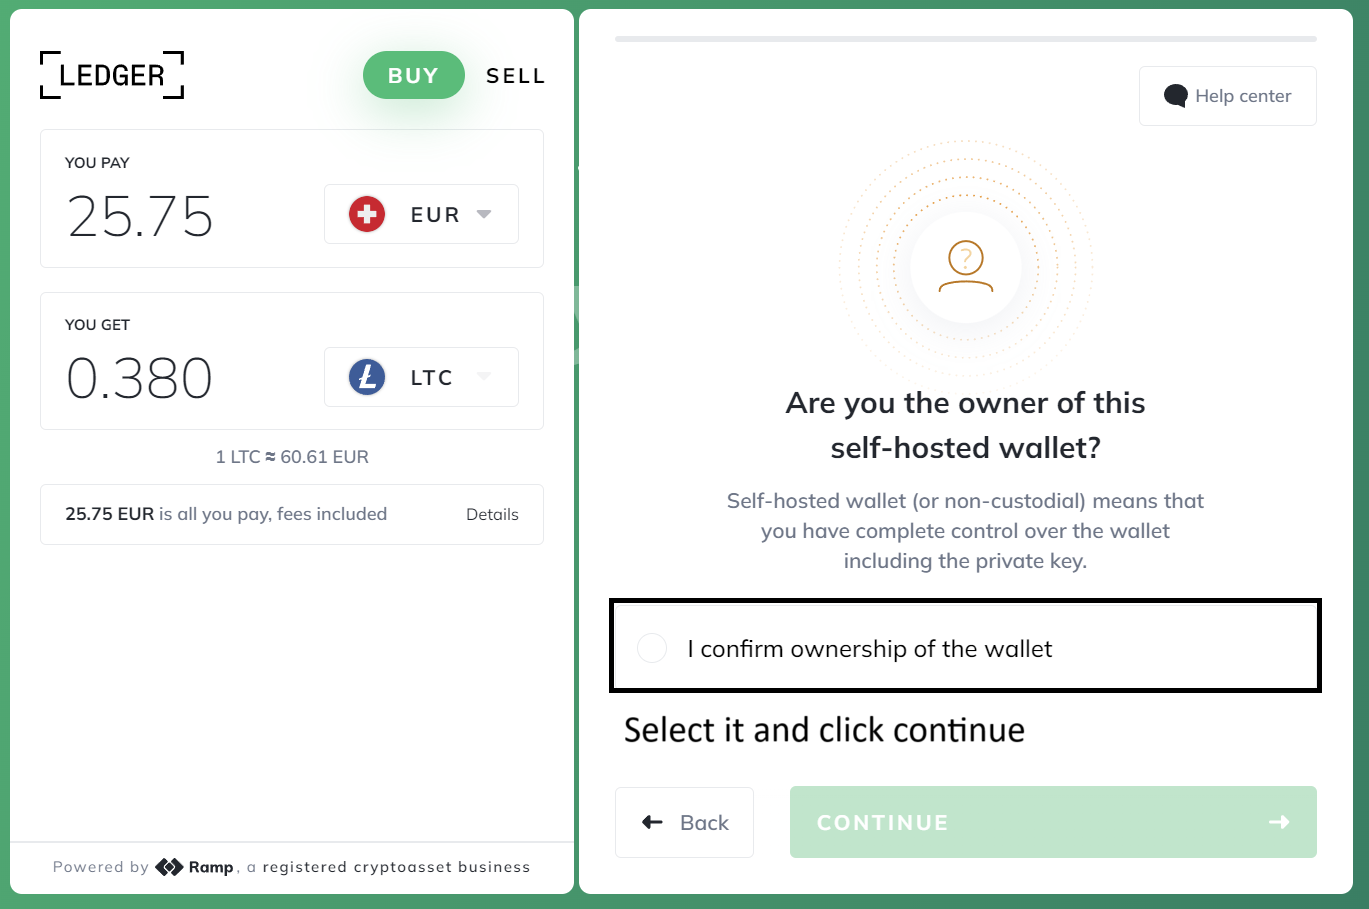 LEDGER
BUY
SELL
YOU PAY
25.75
EUR
YOU GET
0.380
LTC
1 LTC ≈ 60.61 EUR
25.75 EUR is all you pay, fees included
Details
Powered by Ramp, a registered cryptoasset business
Help center
?
Are you the owner of this
self-hosted wallet?
Self-hosted wallet (or non-custodial) means that
you have complete control over the wallet
including the private key.
I confirm ownership of the wallet
Select it and click continue
Back
CONTINUE